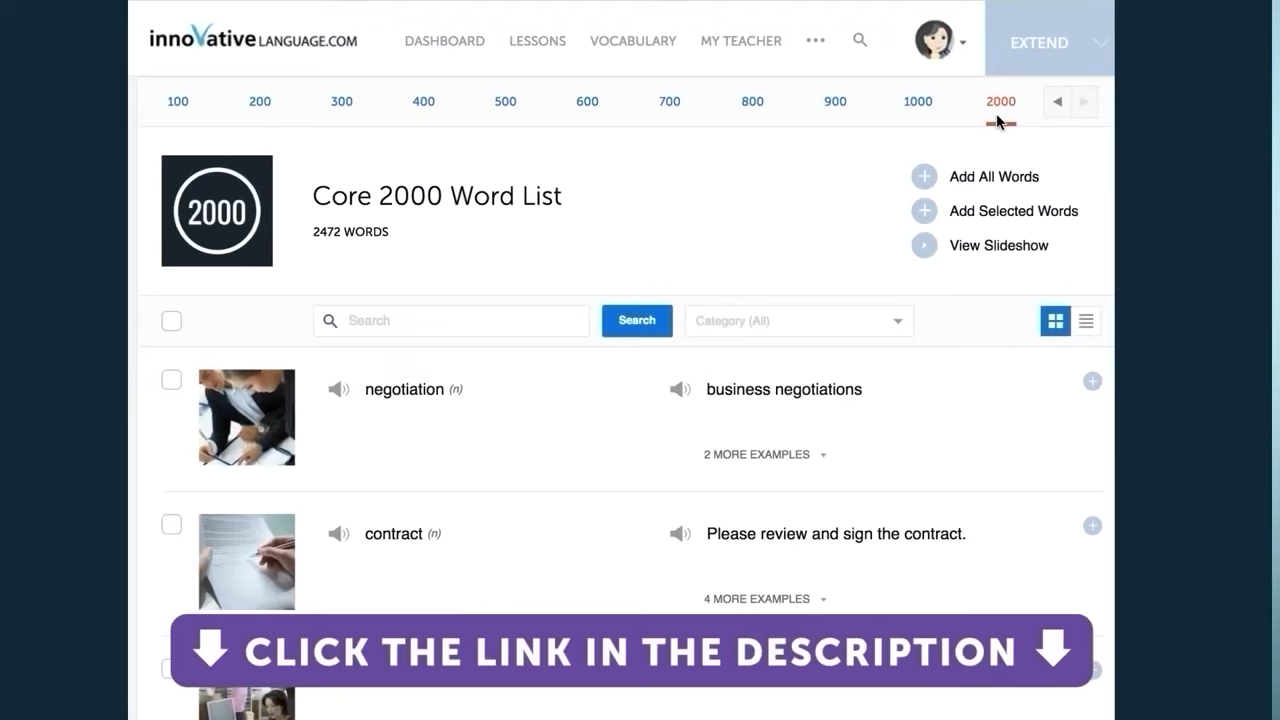 innoVative LANGUAGE.COM
DASHBOARD LESSONS VOCABULARY MY TEACHER ••• EXTEND
100 200 300 400 500 600 700 800 900 1000 2000
2000
Core 2000 Word List
2472 WORDS
Add All Words
Add Selected Words
View Slideshow
Search Search Category (All)
negotiation (n) business negotiations
2 MORE EXAMPLES
contract (n) Please review and sign the contract.
4 MORE EXAMPLES
CLICK THE LINK IN THE DESCRIPTION